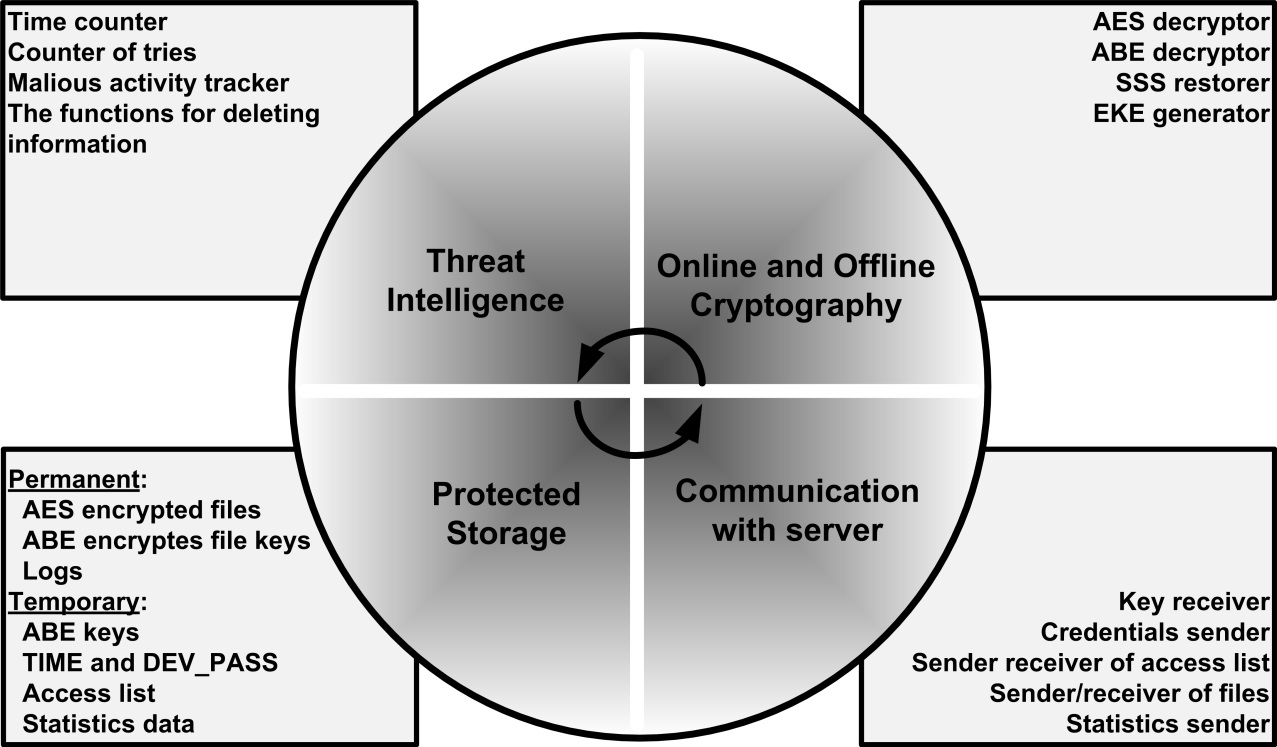 Time counter
Counter of tries
Malious activity tracker
The functions for deleting
information
AES decryptor
ABE decryptor
SSS restorer
EKE generator
Threat
Intelligence
Online and Offline
Cryptography
Protected
Storage
Communication
with server
Permanent:
AES encrypted files
ABE encryptes file keys
Logs
Temporary:
ABE keys
TIME and DEV_PASS
Access list
Statistics data
Key receiver
Credentials sender
Sender receiver of access list
Sender/receiver of files
Statistics sender